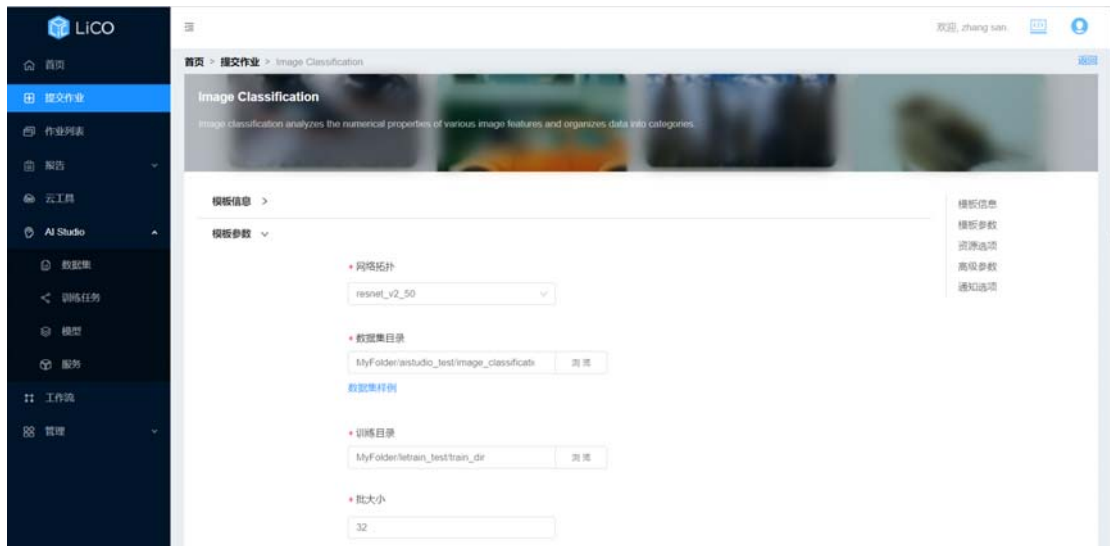 LiCO
欢迎, zhang san
首页
首页 > 提交作业 > Image Classification
返回
提交作业
作业列表
报告
云工具
AI Studio
数据集
训练任务
模型
服务
工作流
管理
Image Classification
Image classification analyzes the numerical properties of various image features and organizes data into categories.
模板信息 >
模板参数
* 网络拓扑
resnet_v2_50
* 数据集目录
MyFolder/aistudio_test/image_classificati
浏览
数据集样例
* 训练目录
MyFolder/letrain_test/train_dir
浏览
* 批大小
32
模板信息
模板参数
资源选项
高级参数
通知选项